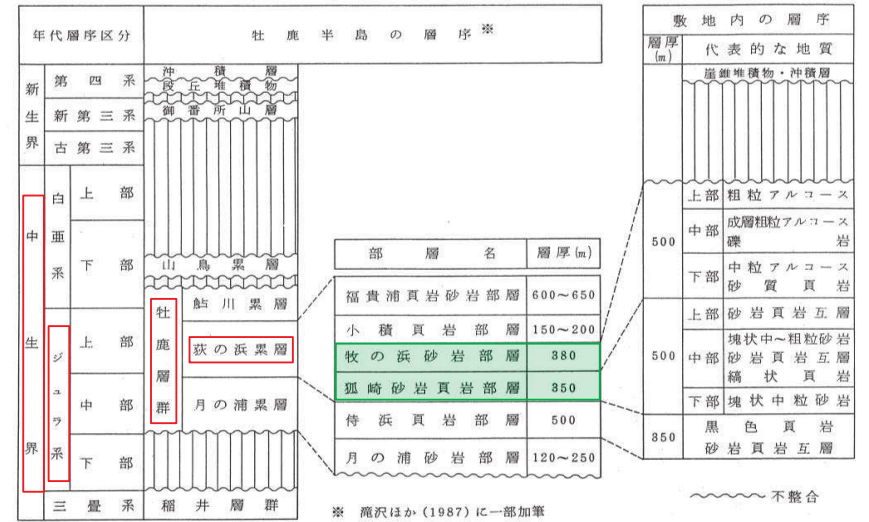 年代層序区分
牡鹿半島の層序※
新生界
第四系
新第三系
古第三系
中生界
白亜系
上部
下部
ジュラ系
上部
中部
下部
三畳系
沖積層
段丘堆積物
御番所山層
山鳥累層
牡鹿層群
鮎川累層
荻の浜累層
月の浦累層
稲井層群
部層名 層厚(m)
福貴浦頁岩砂岩部層 600〜650
小積頁岩部層 150〜200
牧の浜砂岩部層 380
狐崎砂岩頁岩部層 350
侍浜頁岩部層 500
月の浦砂岩部層 120〜250
※ 滝沢ほか(1987)に一部加筆
敷地内の層序
層厚(m) 代表的な地質
崖錐堆積物・沖積層
500
上部 粗粒アルコース
中部 成層粗粒アルコース
礫岩
下部 中粒アルコース
砂質頁岩
500
上部 砂岩頁岩互層
中部 塊状中〜粗粒砂岩
砂岩頁岩互層
縞状頁岩
下部 塊状中粒砂岩
350
黒色頁岩
砂岩頁岩互層
不整合